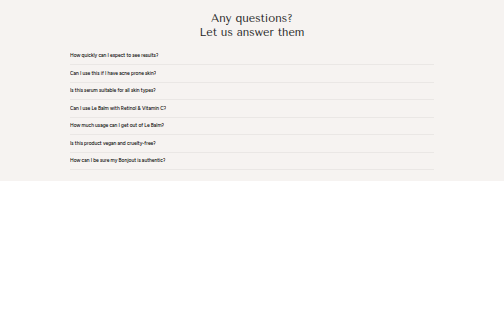 Any questions?
Let us answer them
How quickly can I expect to see results?
Can I use this if I have acne prone skin?
Is this serum suitable for all skin types?
Can I use Le Balm with Retinol & Vitamin C?
How much usage can I get out of Le Balm?
Is this product vegan and cruelty-free?
How can I be sure my Bonjout is authentic?